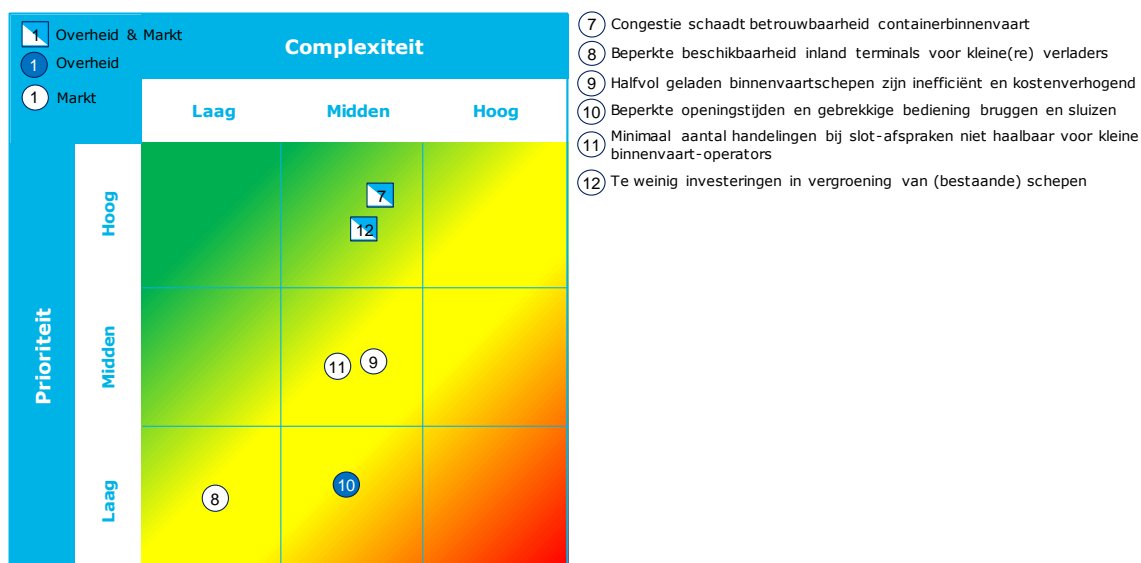 1 Overheid & Markt
1 Overheid
1 Markt
Complexiteit
Laag Midden Hoog
Prioriteit
Hoog
Midden
Laag
7
12
11 9
8 10
7 Congestie schaadt betrouwbaarheid containerbinnenvaart
8 Beperkte beschikbaarheid inland terminals voor kleine(re) verladers
9 Halfvol geladen binnenvaartschepen zijn inefficiënt en kostenverhogend
10 Beperkte openingstijden en gebrekkige bediening bruggen en sluizen
11 Minimaal aantal handelingen bij slot-afspraken niet haalbaar voor kleine
binnenvaart-operators
12 Te weinig investeringen in vergroening van (bestaande) schepen